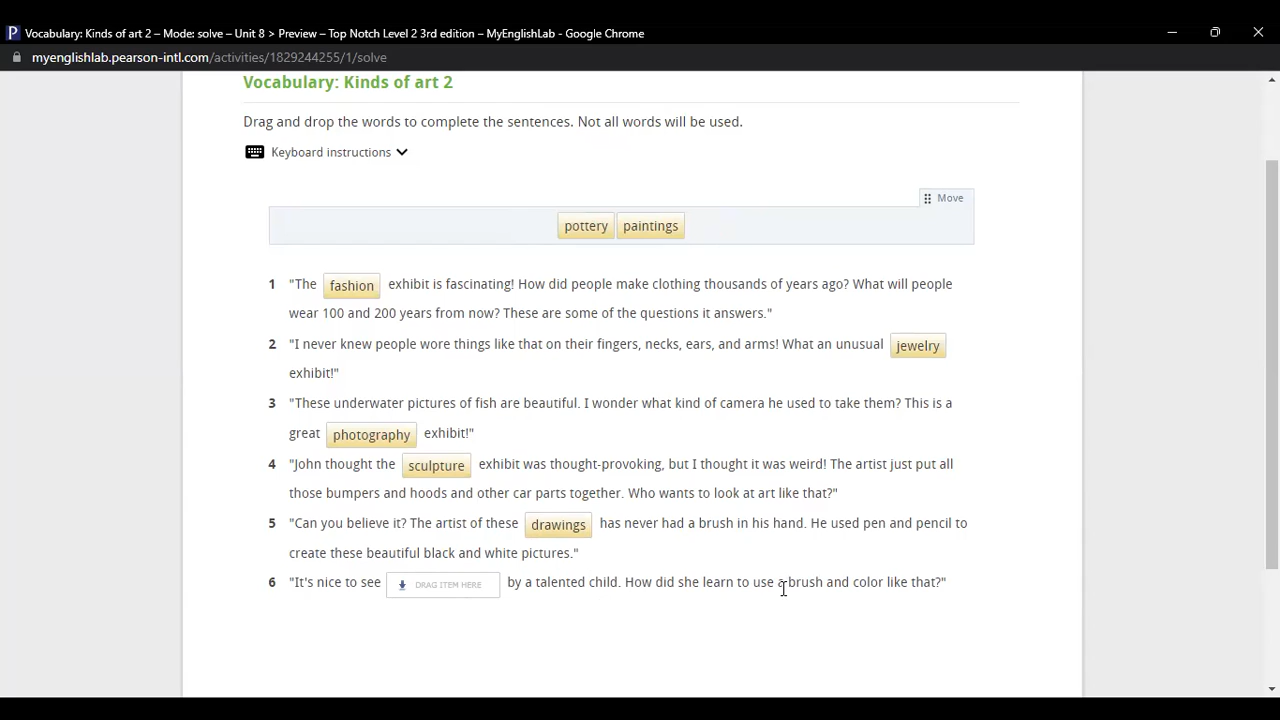 Vocabulary: Kinds of art 2 – Mode: solve – Unit 8 > Preview – Top Notch Level 2 3rd edition – MyEnglishLab - Google Chrome
myenglishlab.pearson-intl.com/activities/1829244255/1/solve
Vocabulary: Kinds of art 2
Drag and drop the words to complete the sentences. Not all words will be used.
Keyboard instructions
Move
pottery paintings
1 "The fashion exhibit is fascinating! How did people make clothing thousands of years ago? What will people
wear 100 and 200 years from now? These are some of the questions it answers."
2 "I never knew people wore things like that on their fingers, necks, ears, and arms! What an unusual jewelry
exhibit!"
3 "These underwater pictures of fish are beautiful. I wonder what kind of camera he used to take them? This is a
great photography exhibit!"
4 "John thought the sculpture exhibit was thought-provoking, but I thought it was weird! The artist just put all
those bumpers and hoods and other car parts together. Who wants to look at art like that?"
5 "Can you believe it? The artist of these drawings has never had a brush in his hand. He used pen and pencil to
create these beautiful black and white pictures."
6 "It's nice to see DRAG ITEM HERE by a talented child. How did she learn to use a brush and color like that?"